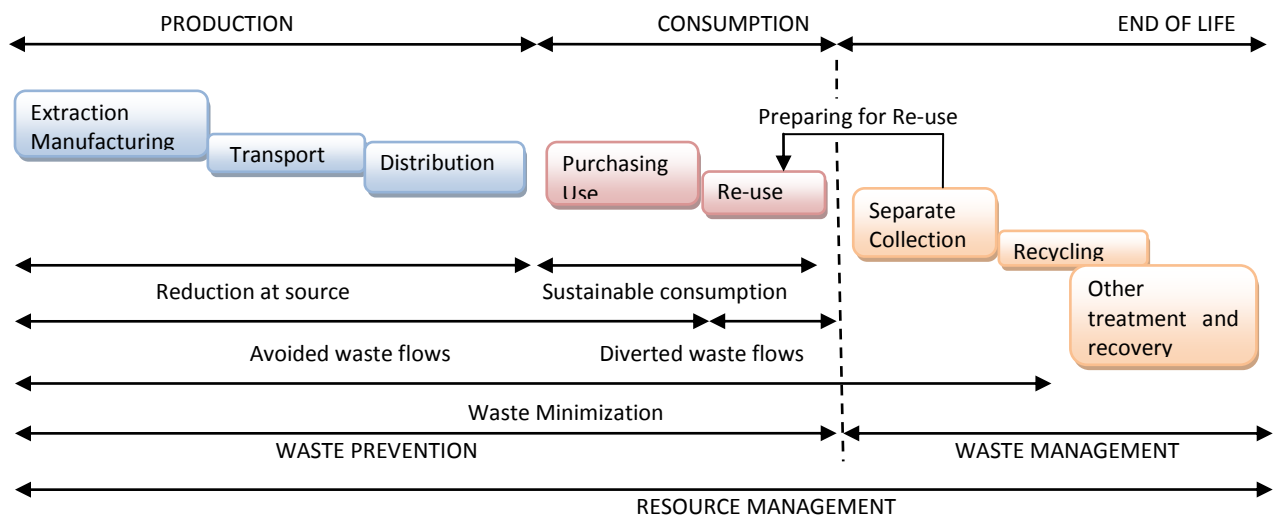 PRODUCTION CONSUMPTION END OF LIFE
Extraction
Manufacturing
Transport
Distribution
Purchasing
Use
Re-use
Preparing for Re-use
Separate
Collection
Recycling
Other
treatment and
recovery
Reduction at source Sustainable consumption
Avoided waste flows Diverted waste flows
Waste Minimization
WASTE PREVENTION WASTE MANAGEMENT
RESOURCE MANAGEMENT